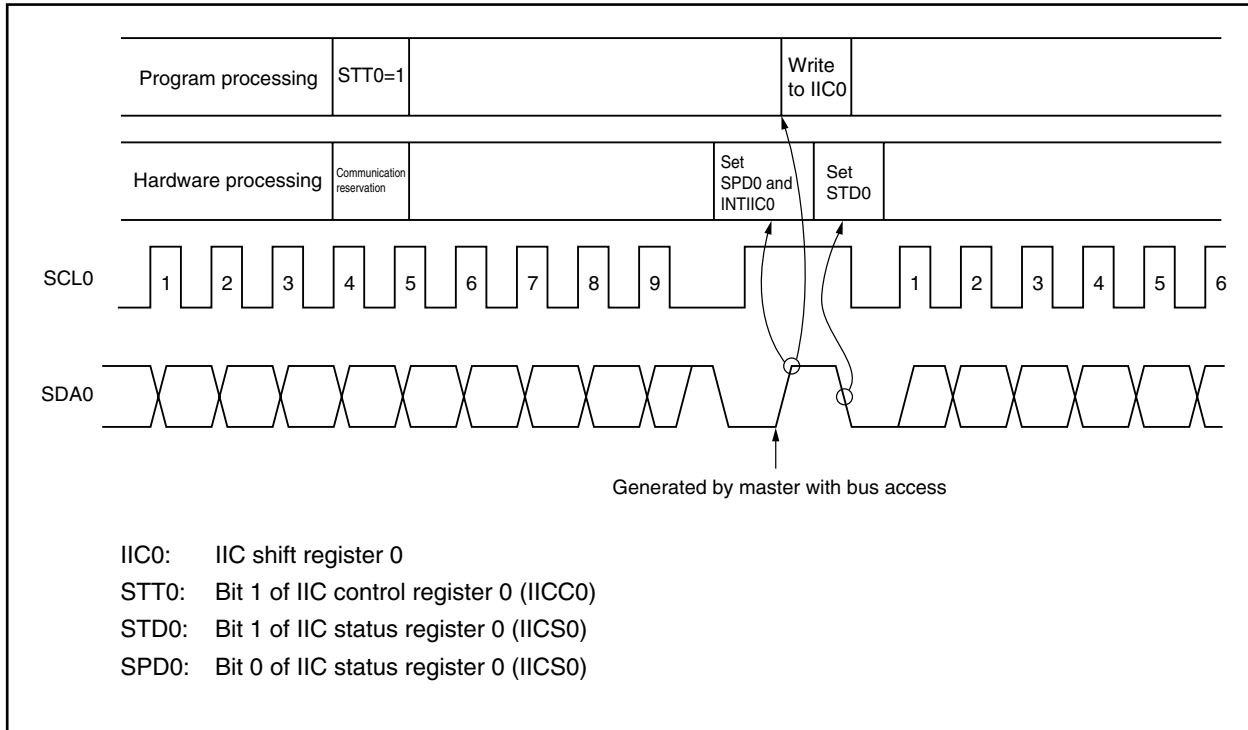 Program processing
STT0=1
Write
to IIC0
Hardware processing
Communication
reservation
Set
SPD0 and
INTIIC0
Set
STD0
SCL0
1 2 3 4 5 6 7 8 9 1 2 3 4 5 6
SDA0
Generated by master with bus access
IIC0: IIC shift register 0
STT0: Bit 1 of IIC control register 0 (IICC0)
STD0: Bit 1 of IIC status register 0 (IICS0)
SPD0: Bit 0 of IIC status register 0 (IICS0)